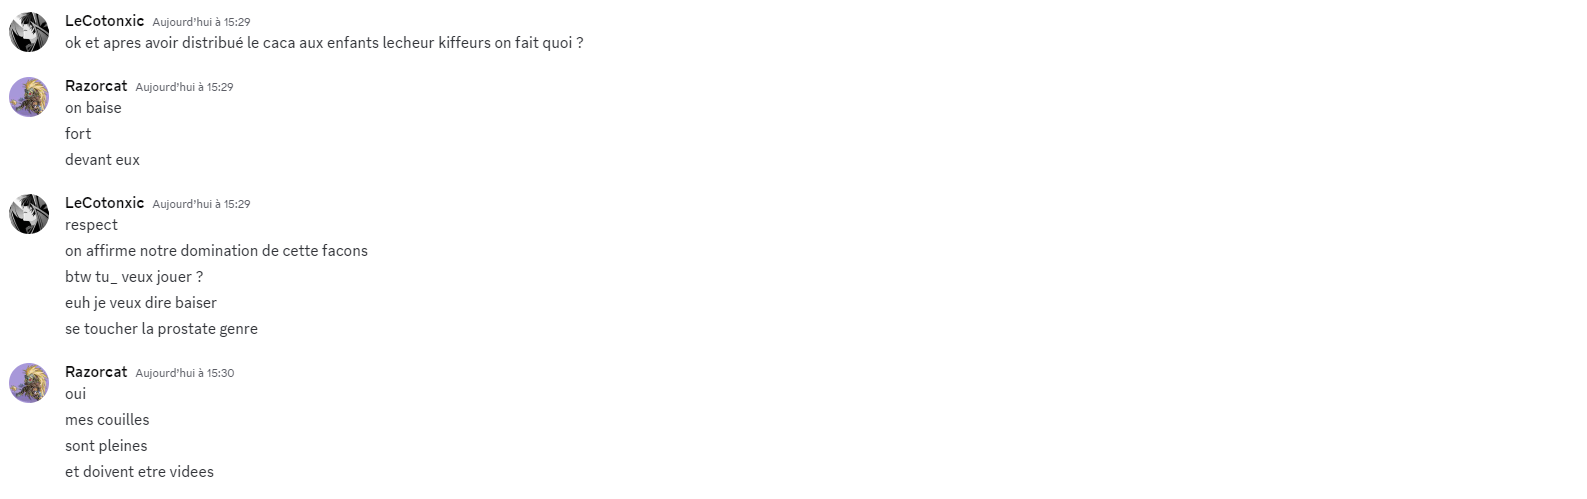 LeCotonxic Aujourd'hui à 15:29
ok et apres avoir distribué le caca aux enfants lecheur kiffeurs on fait quoi ?
Razorcat Aujourd'hui à 15:29
on baise
fort
devant eux
LeCotonxic Aujourd'hui à 15:29
respect
on affirme notre domination de cette facons
btw tu_ veux jouer ?
euh je veux dire baiser
se toucher la prostate genre
Razorcat Aujourd'hui à 15:30
oui
mes couilles
sont pleines
et doivent etre videes